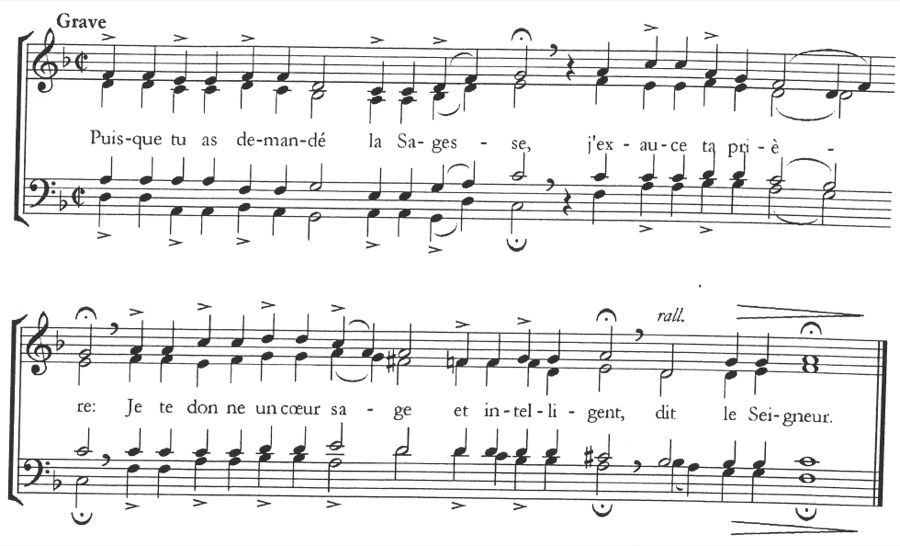 Grave
Puis-que tu as de-man-dé la Sa-ges - se, j'ex - au-ce ta pri-è -
rall.
re: Je te don ne un cœur sa - ge et in-tel-li-gent, dit le Sei-gneur.